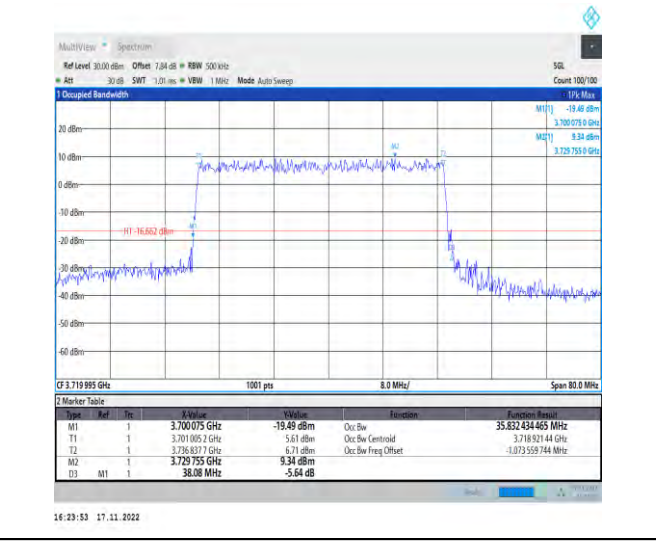 MultiView Spectrum
Ref Level 30.00 dBm Offset 7.84 dB RBW 500 kHz SGL
Att 30 dB SWT 1.01 ms VBW 1 MHz Mode Auto Sweep Count 100/100
1 Occupied Bandwidth 1Pk Max
M1[1] -19.49 dBm
3.700 075 0 GHz
20 dBm M2[1] 9.34 dBm
3.729 755 0 GHz
M2
10 dBm T1 T2
0 dBm
-10 dBm
M1
H1 -16.662 dBm
-20 dBm
D3
-30 dBm
-40 dBm
-50 dBm
-60 dBm
CF 3.719 995 GHz 1001 pts 8.0 MHz/ Span 80.0 MHz
2 Marker Table
Type Ref Trc X-Value Y-Value Function Function Result
M1 1 3.700075 GHz -19.49 dBm Occ Bw 35.832 434 465 MHz
T1 1 3.701 005 2 GHz 5.61 dBm Occ Bw Centroid 3.718 921 44 GHz
T2 1 3.736 837 7 GHz 6.71 dBm Occ Bw Freq Offset -1.073 559 744 MHz
M2 1 3.729 755 GHz 9.34 dBm
D3 M1 1 38.08 MHz -5.64 dB
Ready
16:23:53 17.11.2022